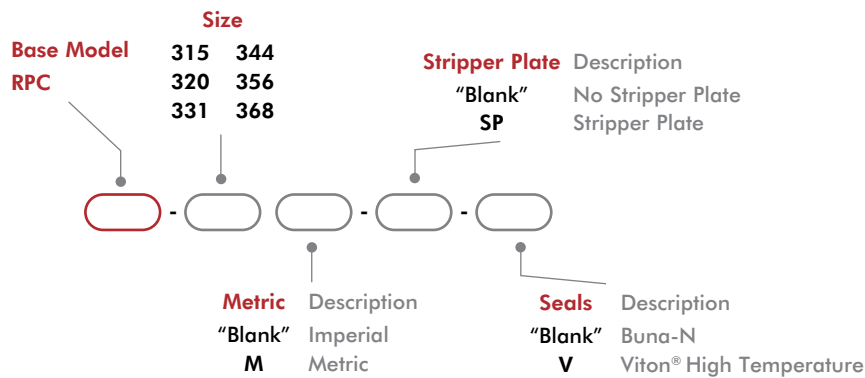 Size
Base Model
RPC
315 344
320 356
331 368
Stripper Plate Description
“Blank” No Stripper Plate
SP Stripper Plate
- - -
Metric Description
“Blank” Imperial
M Metric
Seals Description
“Blank” Buna-N
V Viton® High Temperature